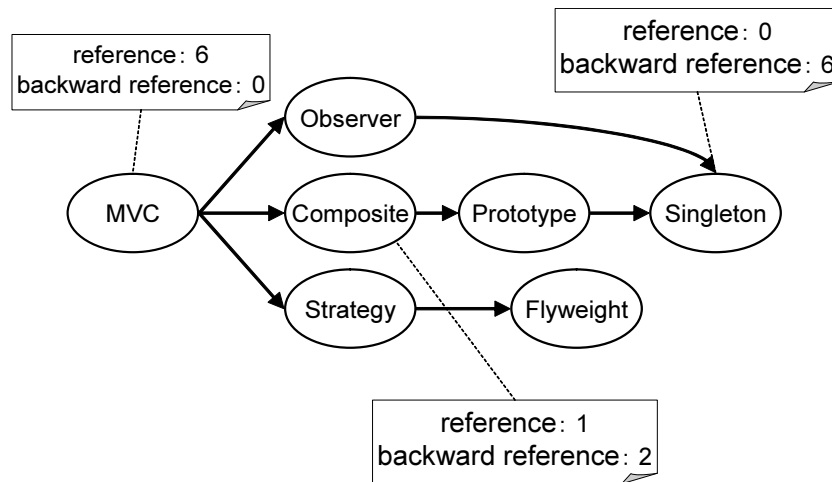 reference: 6
backward reference: 0
reference: 0
backward reference: 6
Observer
MVC
Composite
Prototype
Singleton
Strategy
Flyweight
reference: 1
backward reference: 2